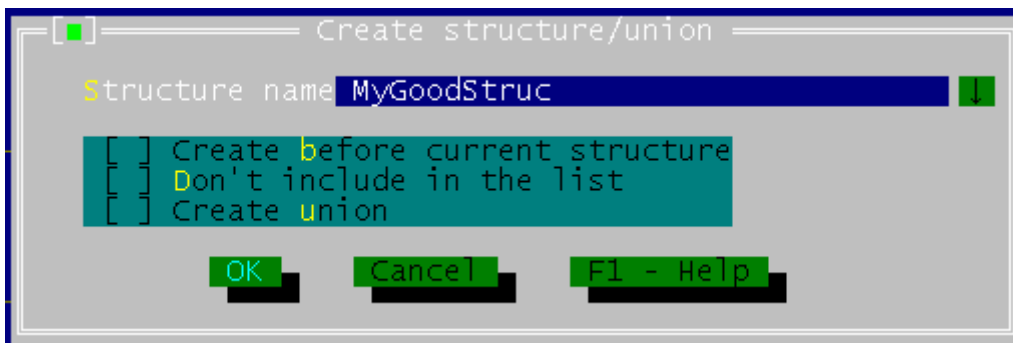 [■] Create structure/union
Structure name MyGoodStruc ↓
[ ] Create before current structure
[ ] Don't include in the list
[ ] Create union
OK Cancel F1 - Help